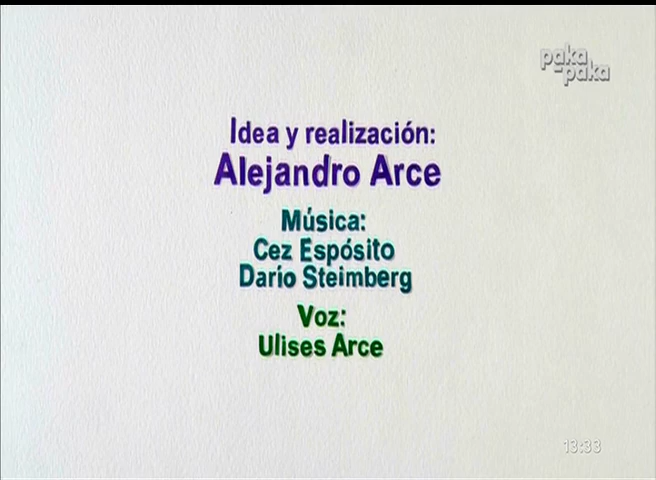 paka
-paka
Idea y realización:
Alejandro Arce
Música:
Cez Espósito
Darío Steimberg
Voz:
Ulises Arce
13:33